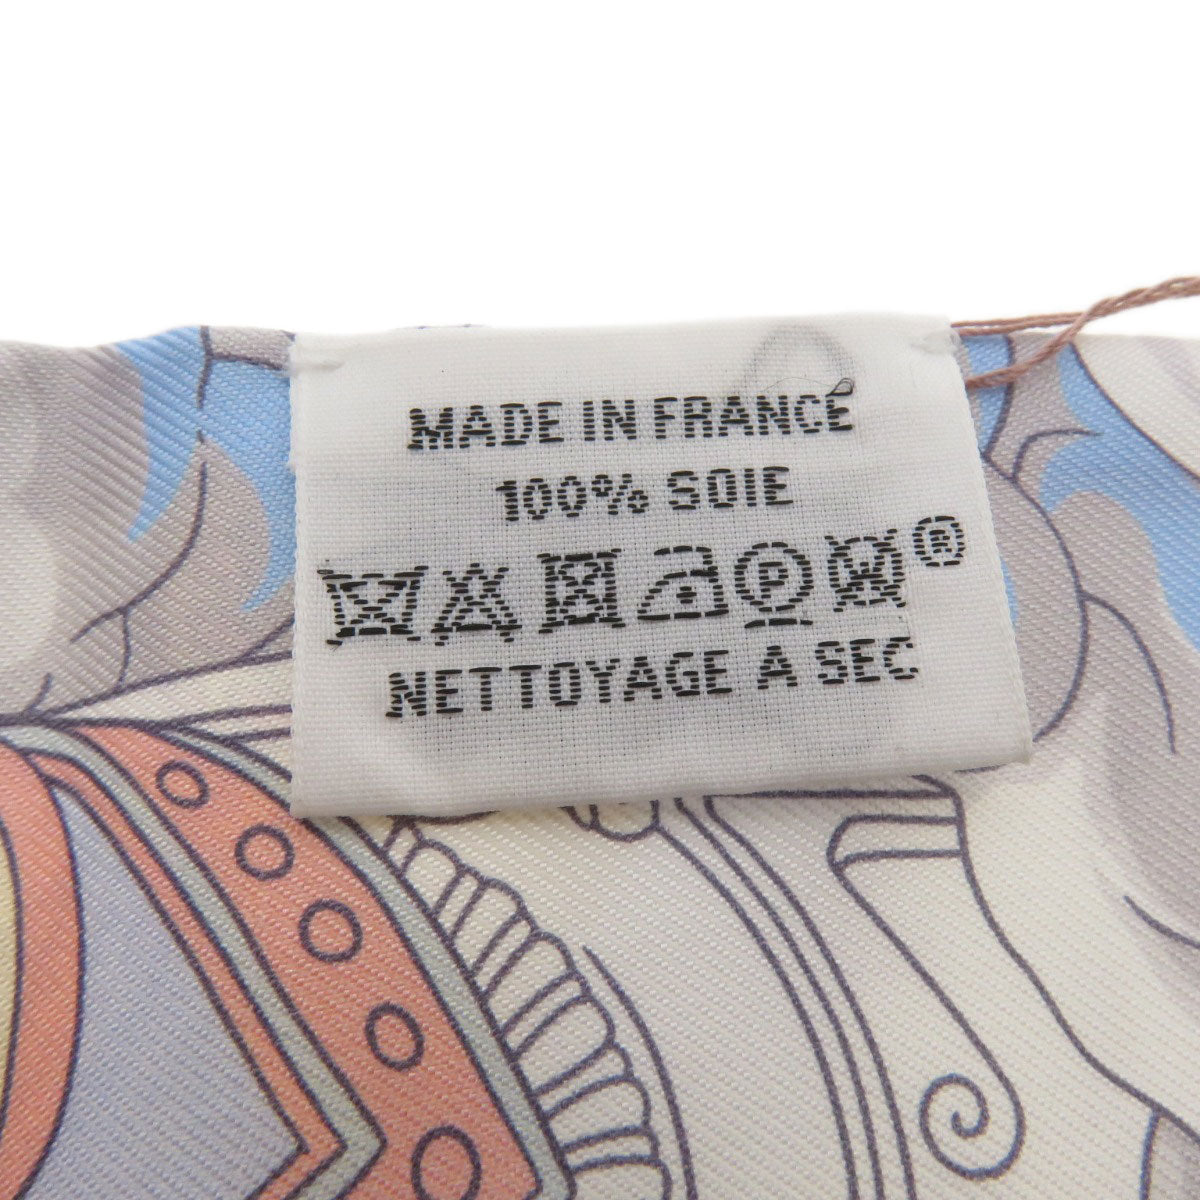 MADE IN FRANCE
100% SOIE
P W ®
NETTOYAGE A SEC